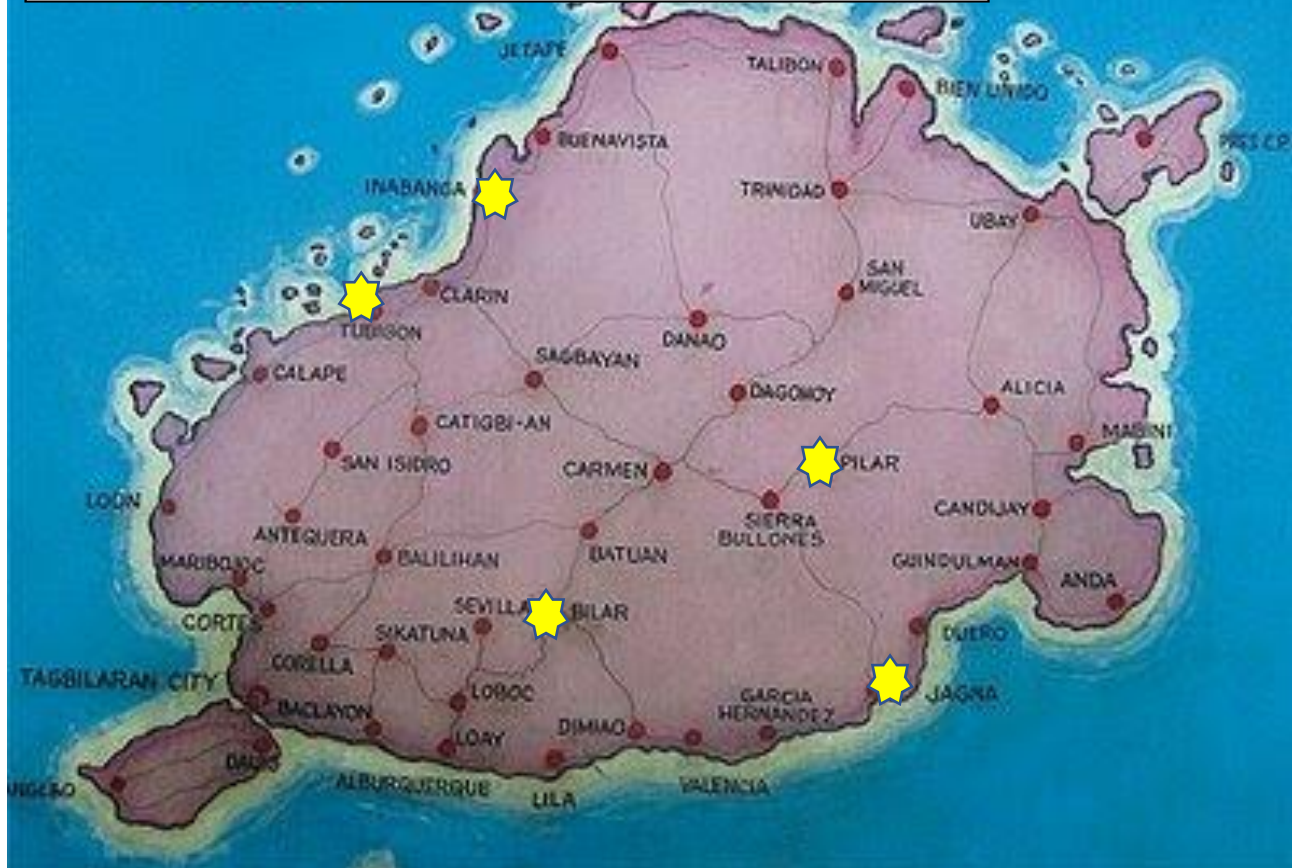 JETAFE
TALIBON
BIEN UNIDO
BUENAVISTA
PRES C.P.
INABANGA
TRINIDAD
UBAY
SAN
MIGUEL
CLARIN
TUBIGON
DANAO
SAGBAYAN
CALAPE
DAGOHOY
ALICIA
CATIGBI-AN
MABINI
SAN ISIDRO
CARMEN
PILAR
LOON
CANDIJAY
SIERRA
BULLONES
ANTEQUERA
BALILIHAN
BATUAN
MARIBOJOC
GUINDULMAN
ANDA
SEVILLA
BILAR
CORTES
SIKATUNA
DUERO
CORELLA
TAGBILARAN CITY
LOBOC
GARCIA
HERNANDEZ
JAGNA
BACLAYON
DIMIAO
LOAY
ALBURQUERQUE
VALENCIA
LILA